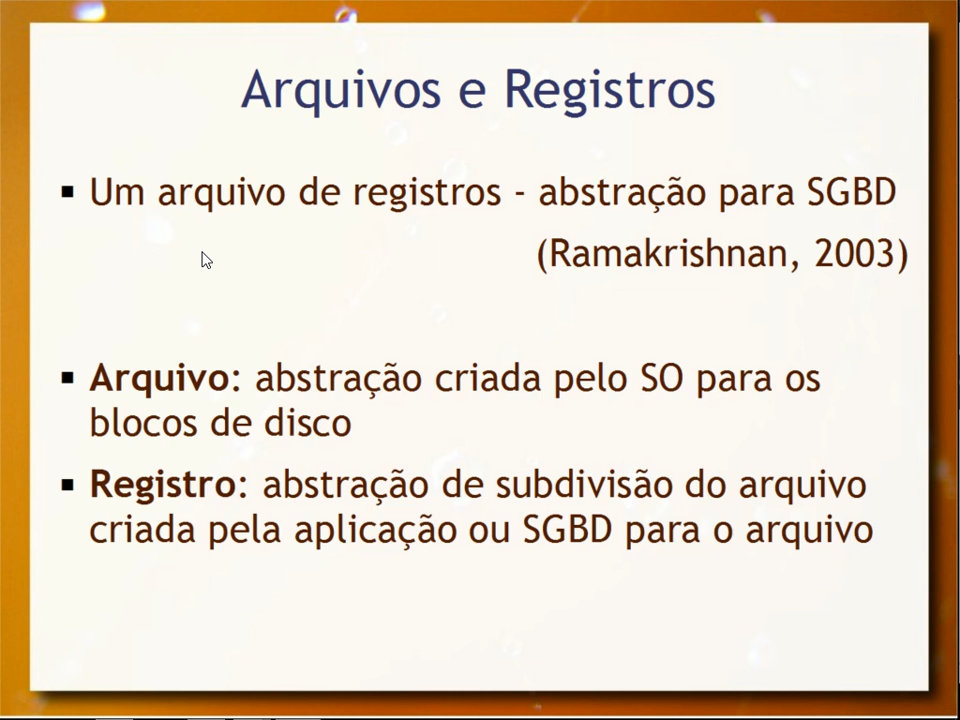 Arquivos e Registros
▪ Um arquivo de registros - abstração para SGBD
(Ramakrishnan, 2003)
▪ Arquivo: abstração criada pelo SO para os
blocos de disco
▪ Registro: abstração de subdivisão do arquivo
criada pela aplicação ou SGBD para o arquivo